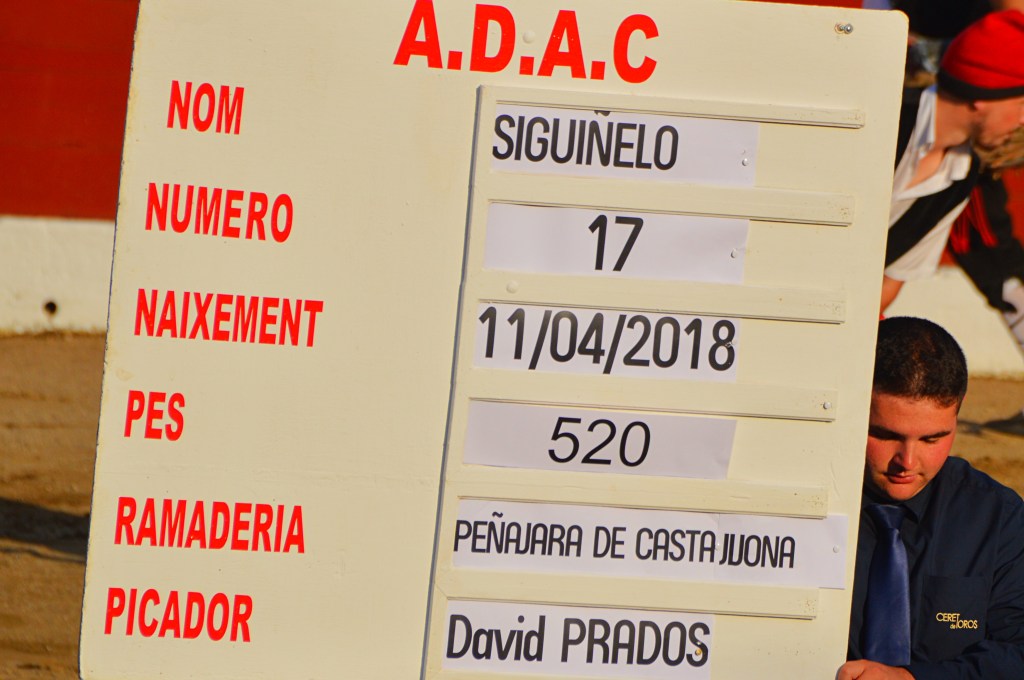 A.D.A.C
NOM SIGUIÑELO
NUMERO 17
NAIXEMENT 11/04/2018
PES 520
RAMADERIA PEÑAJARA DE CASTA JIJONA
PICADOR David PRADOS
CERET
de TOROS